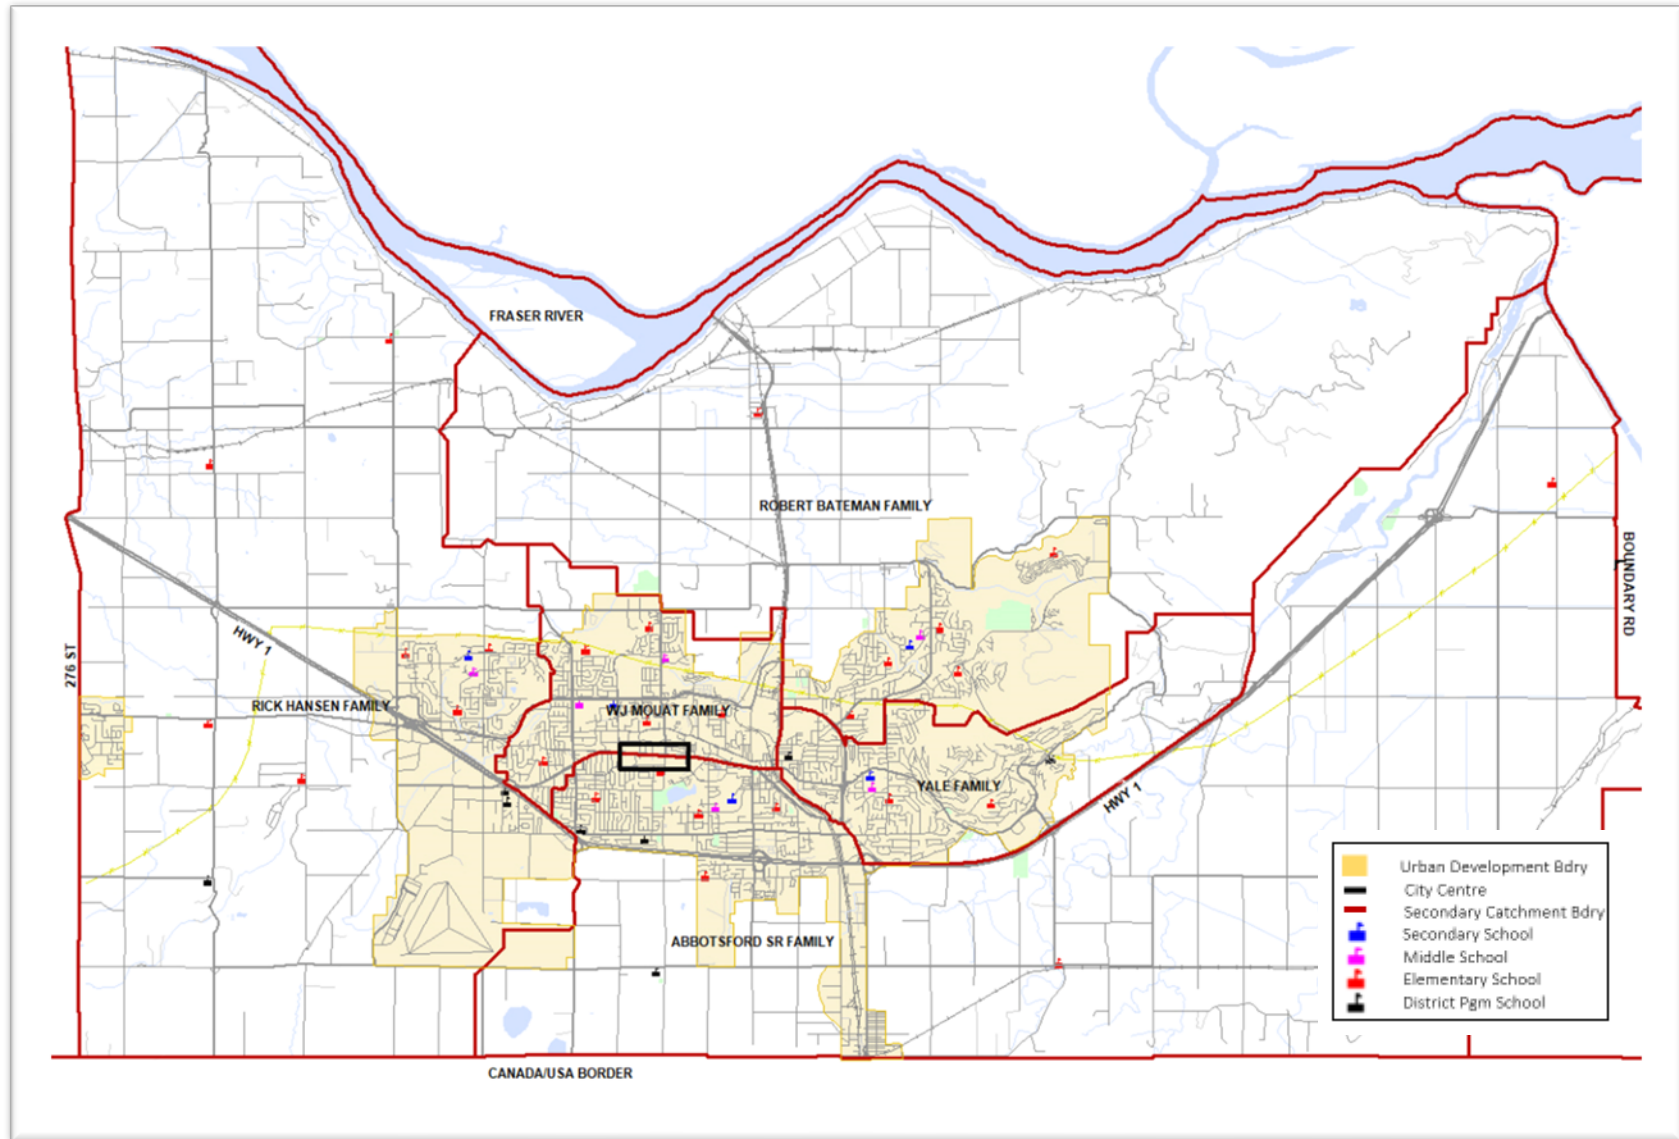 FRASER RIVER
ROBERT BATEMAN FAMILY
BOUNDARY RD
HWY 1
276 ST
RICK HANSEN FAMILY
WJ MOUAT FAMILY
YALE FAMILY
HWY 1
ABBOTSFORD SR FAMILY
CANADA/USA BORDER
Urban Development Bdry
City Centre
Secondary Catchment Bdry
Secondary School
Middle School
Elementary School
District Pgm School